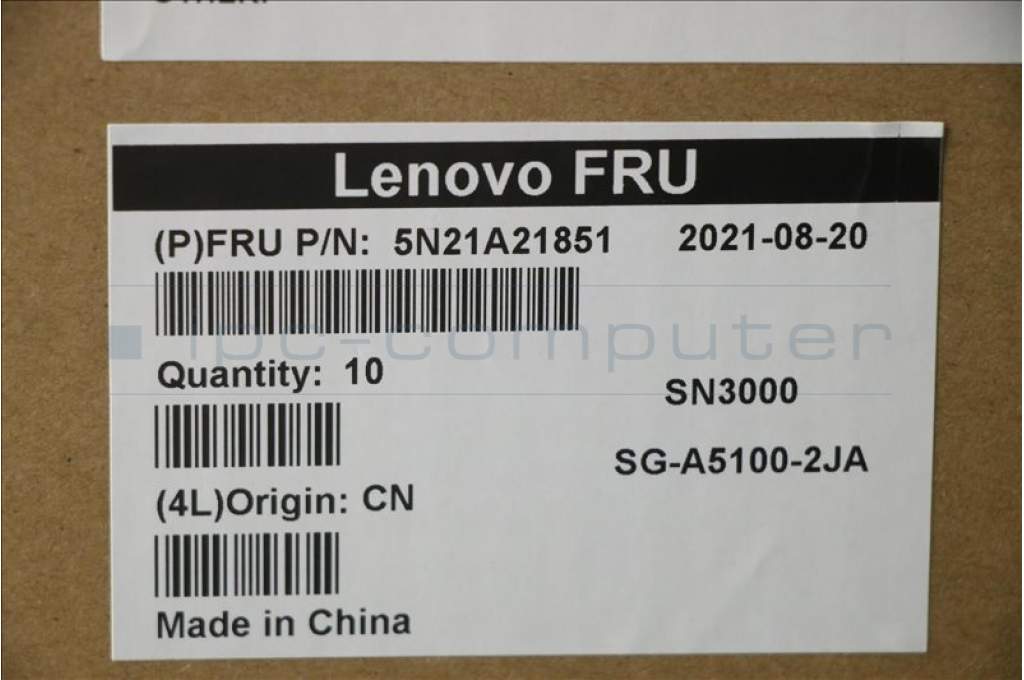 Lenovo FRU
(P)FRU P/N: 5N21A21851 2021-08-20
ipc-computer
Quantity: 10
SN3000
SG-A5100-2JA
(4L)Origin: CN
Made in China